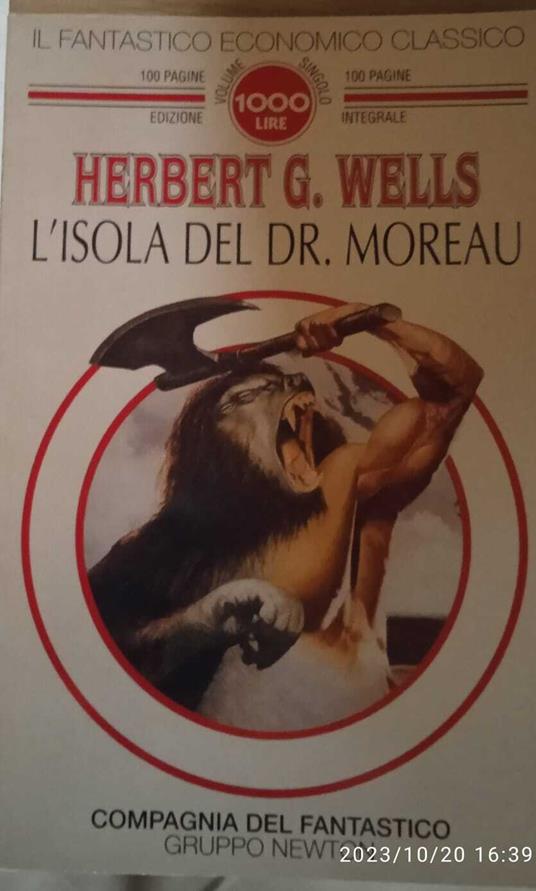 IL FANTASTICO ECONOMICO CLASSICO
100 PAGINE VOLUME SINGOLO 100 PAGINE
1000
LIRE
EDIZIONE INTEGRALE
HERBERT G. WELLS
L'ISOLA DEL DR. MOREAU
COMPAGNIA DEL FANTASTICO
GRUPPO NEWTON
2023/10/20 16:39